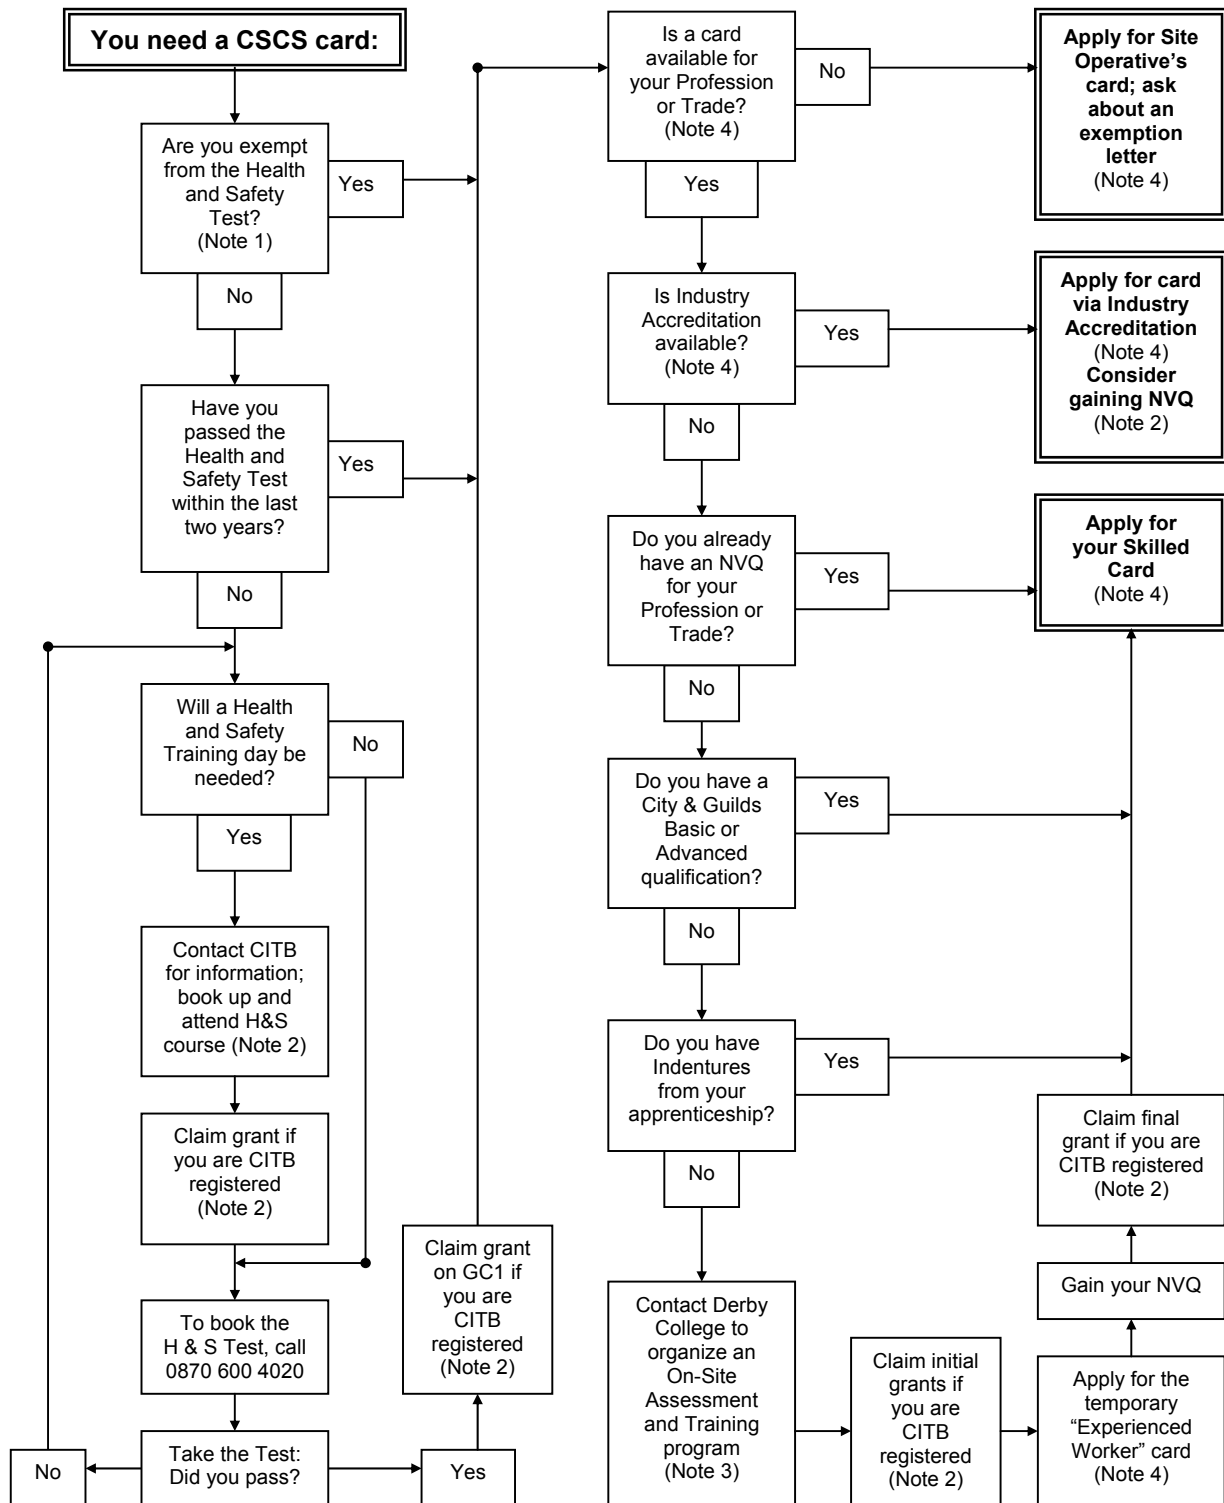 You need a CSCS card:
Are you exempt
from the Health
and Safety
Test?
(Note 1)
Yes
No
Have you
passed the
Health and
Safety Test
within the last
two years?
Yes
No
Will a Health
and Safety
Training day be
needed?
No
Yes
Contact CITB
for information;
book up and
attend H&S
course (Note 2)
Claim grant if
you are CITB
registered
(Note 2)
To book the
H & S Test, call
0870 600 4020
Take the Test:
Did you pass?
No
Yes
Claim grant
on GC1 if
you are
CITB
registered
(Note 2)
Is a card
available for
your Profession
or Trade?
(Note 4)
No
Apply for Site
Operative's
card; ask
about an
exemption
letter
(Note 4)
Yes
Is Industry
Accreditation
available?
(Note 4)
Yes
Apply for card
via Industry
Accreditation
(Note 4)
Consider
gaining NVQ
(Note 2)
No
Do you already
have an NVQ
for your
Profession or
Trade?
Yes
Apply for
your Skilled
Card
(Note 4)
No
Do you have a
City & Guilds
Basic or
Advanced
qualification?
Yes
No
Do you have
Indentures
from your
apprenticeship?
Yes
No
Contact Derby
College to
organize an
On-Site
Assessment
and Training
program
(Note 3)
Claim initial
grants if
you are
CITB
registered
(Note 2)
Apply for the
temporary
“Experienced
Worker” card
(Note 4)
Gain your NVQ
Claim final
grant if you are
CITB registered
(Note 2)